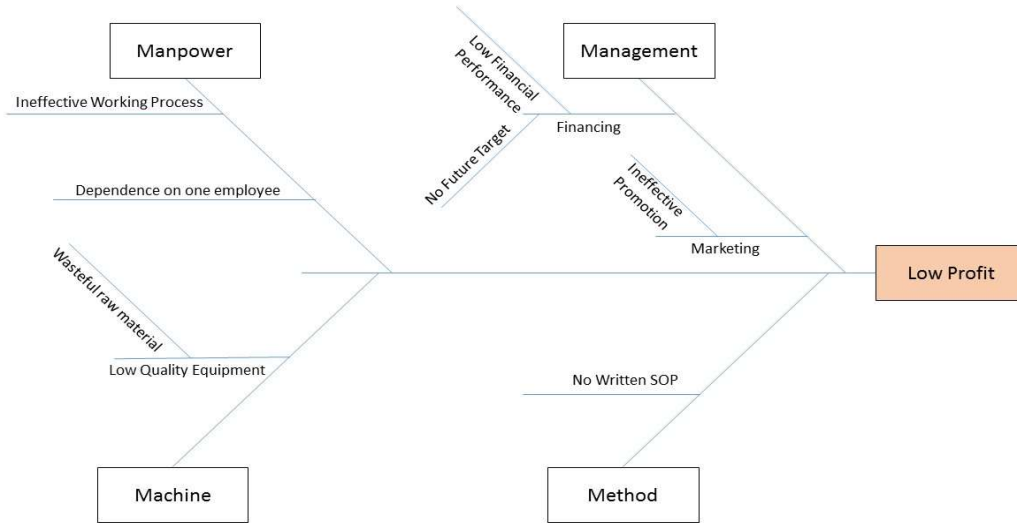 Manpower
Management
Low Financial
Performance
Ineffective Working Process
Financing
No Future Target
Dependence on one employee
Ineffective
Promotion
Marketing
Low Profit
Wasteful raw material
Low Quality Equipment
No Written SOP
Machine
Method